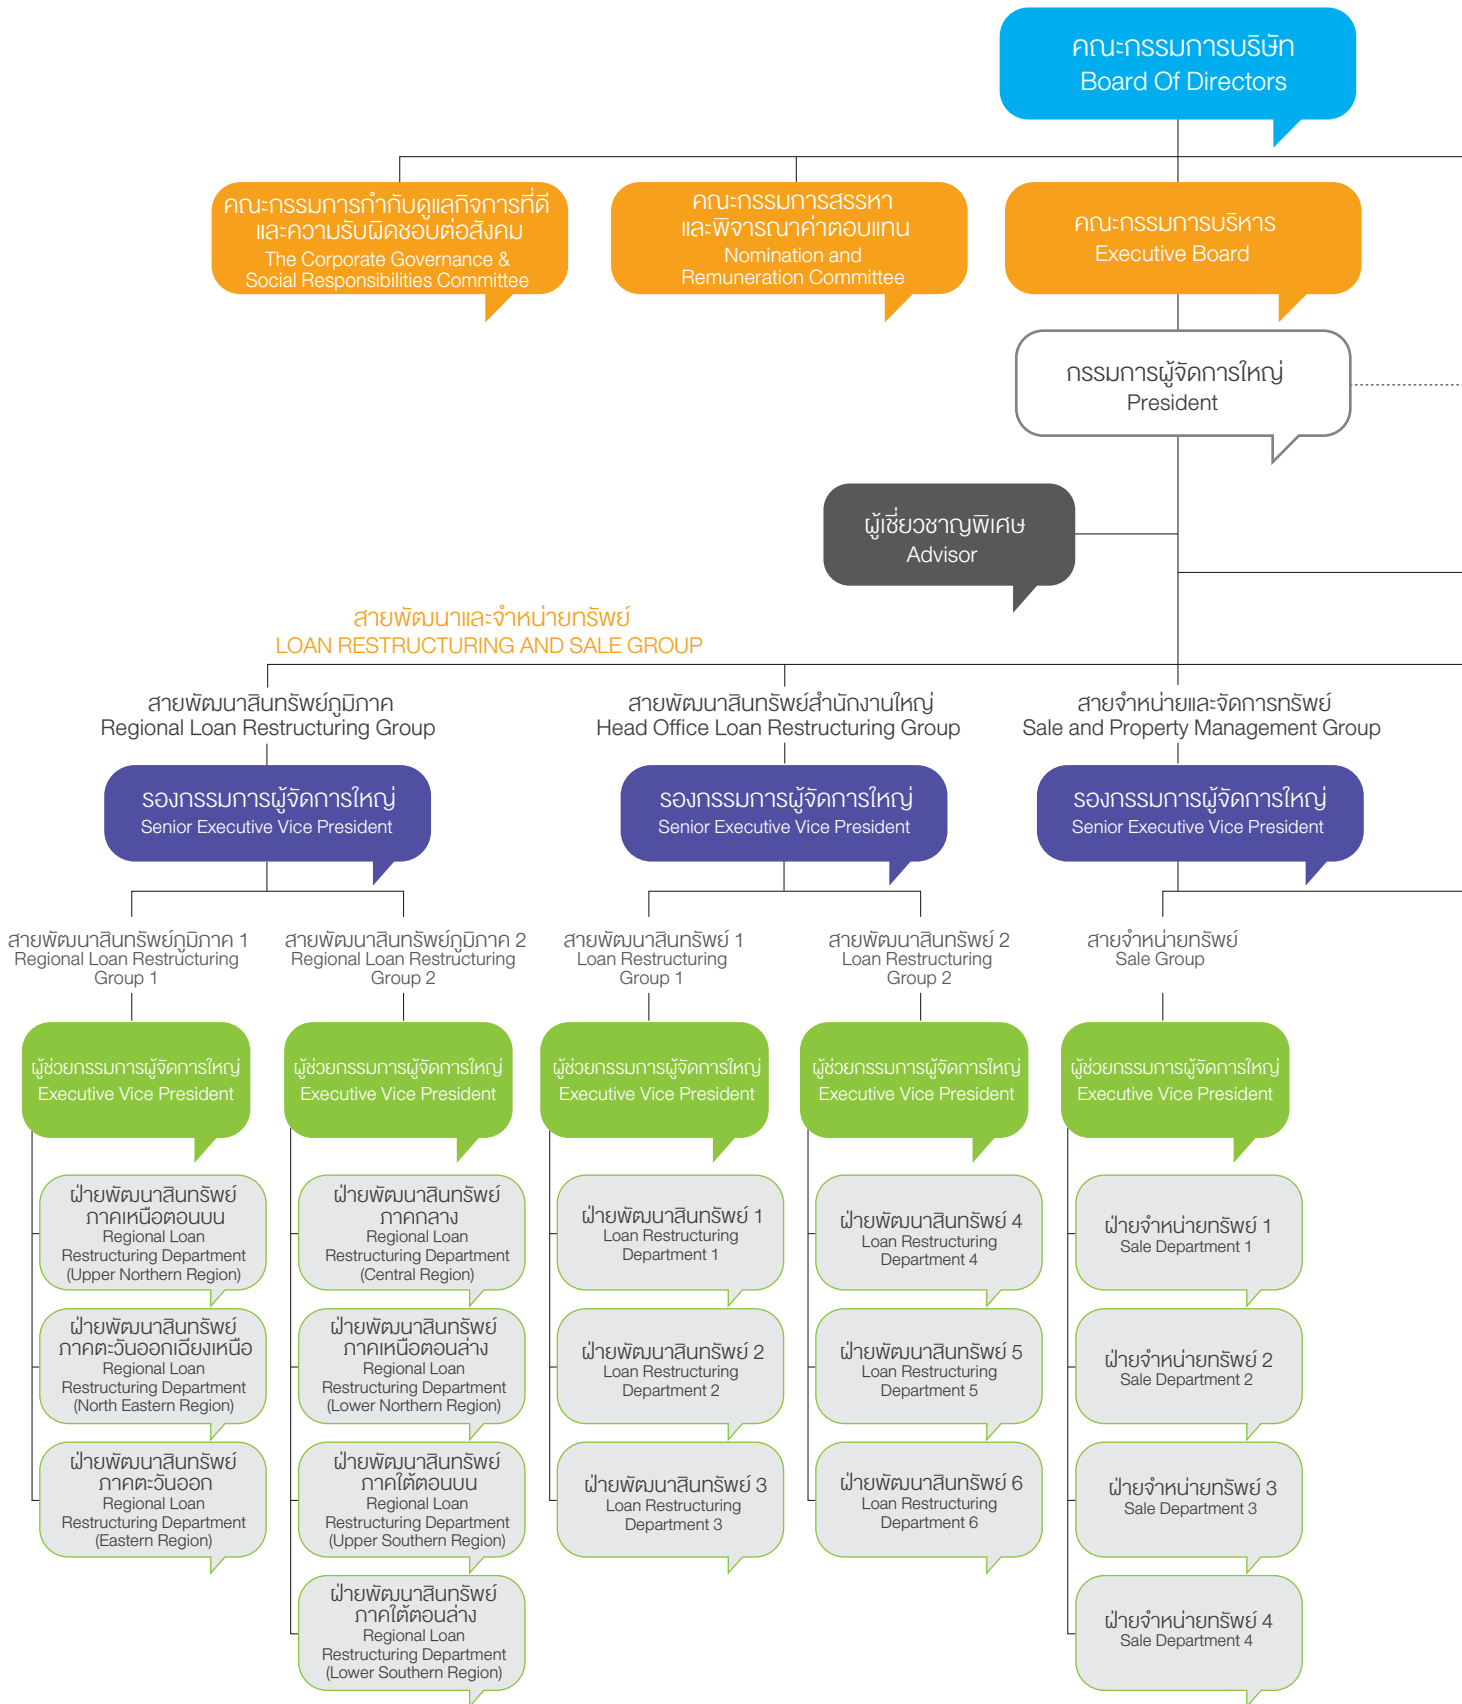 คณะกรรมการบริษัท
Board Of Directors
คณะกรรมการกำกับดูแลกิจการที่ดี
และความรับผิดชอบต่อสังคม
The Corporate Governance &
Social Responsibilities Committee
คณะกรรมการสรรหา
และพิจารณาค่าตอบแทน
Nomination and
Remuneration Committee
คณะกรรมการบริหาร
Executive Board
กรรมการผู้จัดการใหญ่
President
ผู้เชี่ยวชาญพิเศษ
Advisor
สายพัฒนาและจำหน่ายทรัพย์
LOAN RESTRUCTURING AND SALE GROUP
สายพัฒนาสินทรัพย์ภูมิภาค
Regional Loan Restructuring Group
สายพัฒนาสินทรัพย์สำนักงานใหญ่
Head Office Loan Restructuring Group
สายจำหน่ายและจัดการทรัพย์
Sale and Property Management Group
รองกรรมการผู้จัดการใหญ่
Senior Executive Vice President
รองกรรมการผู้จัดการใหญ่
Senior Executive Vice President
รองกรรมการผู้จัดการใหญ่
Senior Executive Vice President
สายพัฒนาสินทรัพย์ภูมิภาค 1
Regional Loan Restructuring
Group 1
สายพัฒนาสินทรัพย์ภูมิภาค 2
Regional Loan Restructuring
Group 2
สายพัฒนาสินทรัพย์ 1
Loan Restructuring
Group 1
สายพัฒนาสินทรัพย์ 2
Loan Restructuring
Group 2
สายจำหน่ายทรัพย์
Sale Group
ผู้ช่วยกรรมการผู้จัดการใหญ่
Executive Vice President
ผู้ช่วยกรรมการผู้จัดการใหญ่
Executive Vice President
ผู้ช่วยกรรมการผู้จัดการใหญ่
Executive Vice President
ผู้ช่วยกรรมการผู้จัดการใหญ่
Executive Vice President
ผู้ช่วยกรรมการผู้จัดการใหญ่
Executive Vice President
ฝ่ายพัฒนาสินทรัพย์
ภาคเหนือตอนบน
Regional Loan
Restructuring Department
(Upper Northern Region)
ฝ่ายพัฒนาสินทรัพย์
ภาคตะวันออกเฉียงเหนือ
Regional Loan
Restructuring Department
(North Eastern Region)
ฝ่ายพัฒนาสินทรัพย์
ภาคตะวันออก
Regional Loan
Restructuring Department
(Eastern Region)
ฝ่ายพัฒนาสินทรัพย์
ภาคกลาง
Regional Loan
Restructuring Department
(Central Region)
ฝ่ายพัฒนาสินทรัพย์
ภาคเหนือตอนล่าง
Regional Loan
Restructuring Department
(Lower Northern Region)
ฝ่ายพัฒนาสินทรัพย์
ภาคใต้ตอนบน
Regional Loan
Restructuring Department
(Upper Southern Region)
ฝ่ายพัฒนาสินทรัพย์
ภาคใต้ตอนล่าง
Regional Loan
Restructuring Department
(Lower Southern Region)
ฝ่ายพัฒนาสินทรัพย์ 1
Loan Restructuring
Department 1
ฝ่ายพัฒนาสินทรัพย์ 2
Loan Restructuring
Department 2
ฝ่ายพัฒนาสินทรัพย์ 3
Loan Restructuring
Department 3
ฝ่ายพัฒนาสินทรัพย์ 4
Loan Restructuring
Department 4
ฝ่ายพัฒนาสินทรัพย์ 5
Loan Restructuring
Department 5
ฝ่ายพัฒนาสินทรัพย์ 6
Loan Restructuring
Department 6
ฝ่ายจำหน่ายทรัพย์ 1
Sale Department 1
ฝ่ายจำหน่ายทรัพย์ 2
Sale Department 2
ฝ่ายจำหน่ายทรัพย์ 3
Sale Department 3
ฝ่ายจำหน่ายทรัพย์ 4
Sale Department 4